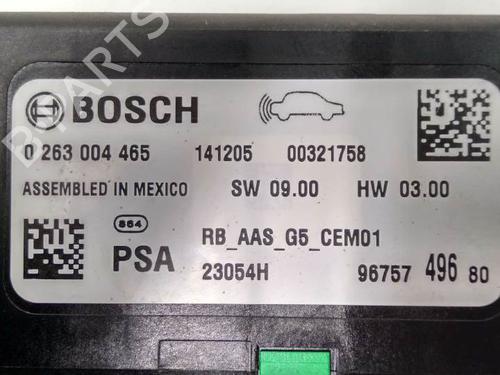 BOSCH
0 263 004 465 141205 00321758
ASSEMBLED IN MEXICO SW 09.00 HW 03.00
864 RB_AAS_G5_CEM01
PSA 23054H 96757 496 80